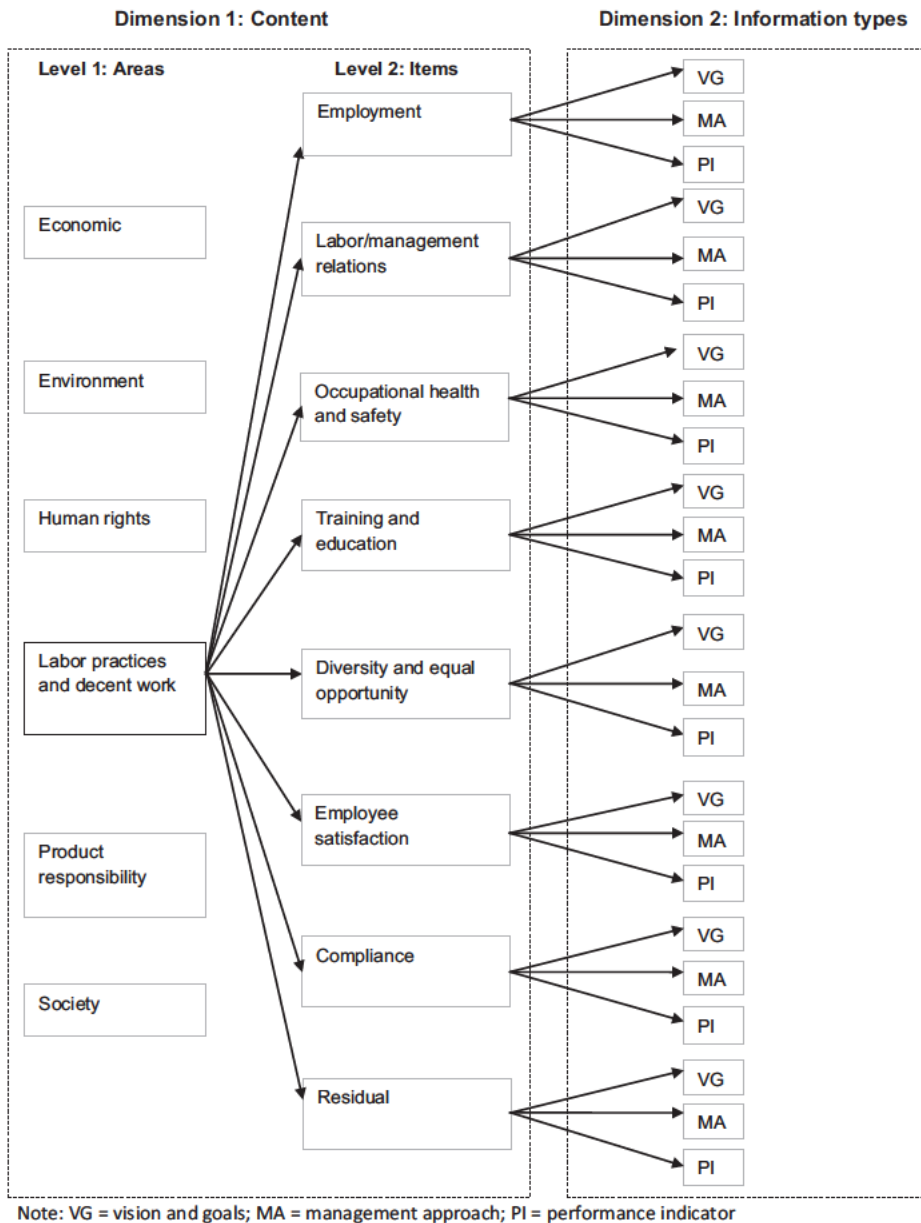 Dimension 1: Content
Dimension 2: Information types
Level 1: Areas
Level 2: Items
Economic
Environment
Human rights
Labor practices
and decent work
Product
responsibility
Society
Employment
Labor/management
relations
Occupational health
and safety
Training and
education
Diversity and equal
opportunity
Employee
satisfaction
Compliance
Residual
VG
MA
PI
VG
MA
PI
VG
MA
PI
VG
MA
PI
VG
MA
PI
VG
MA
PI
VG
MA
PI
VG
MA
PI
Note: VG = vision and goals; MA = management approach; PI = performance indicator